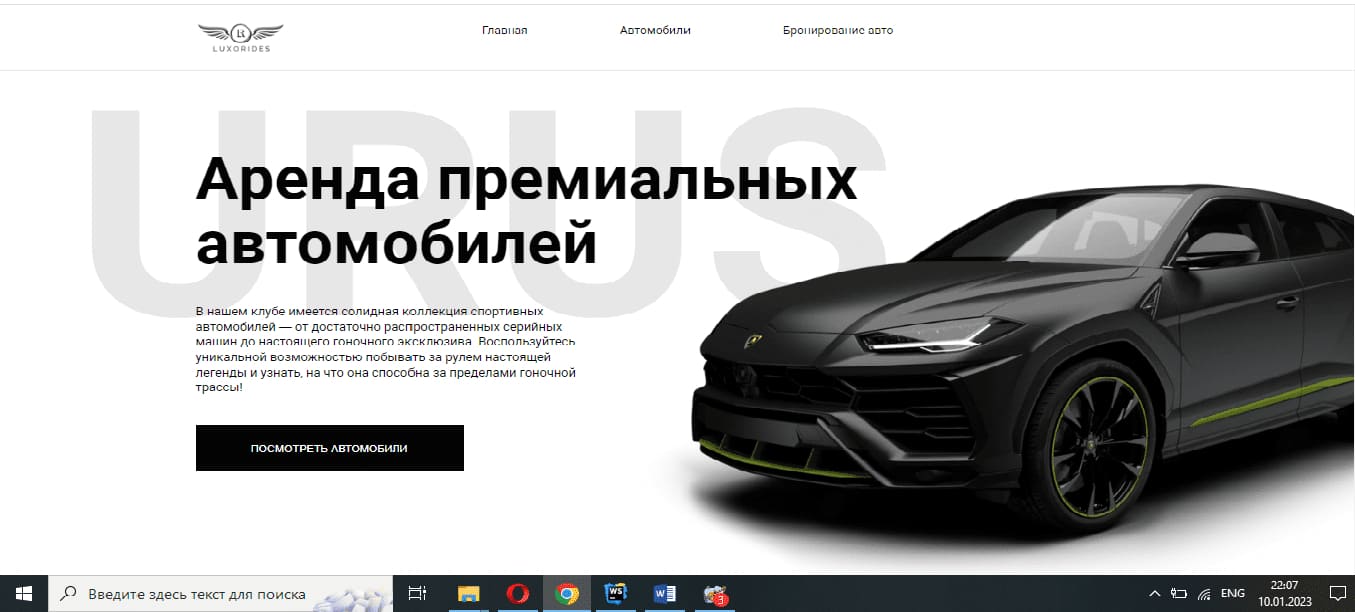 LR
LUXORIDES
Главная
Автомобили
Бронирование авто
URUS
Аренда премиальных
автомобилей
В нашем клубе имеется солидная коллекция спортивных
автомобилей — от достаточно распространенных серийных
машин до настоящего гоночного эксклюзива. Воспользуйтесь
уникальной возможностью побывать за рулем настоящей
легенды и узнать, на что она способна за пределами гоночной
трассы!
ПОСМОТРЕТЬ АВТОМОБИЛИ
Введите здесь текст для поиска
WS
W
3
ENG
22:07
10.01.2023